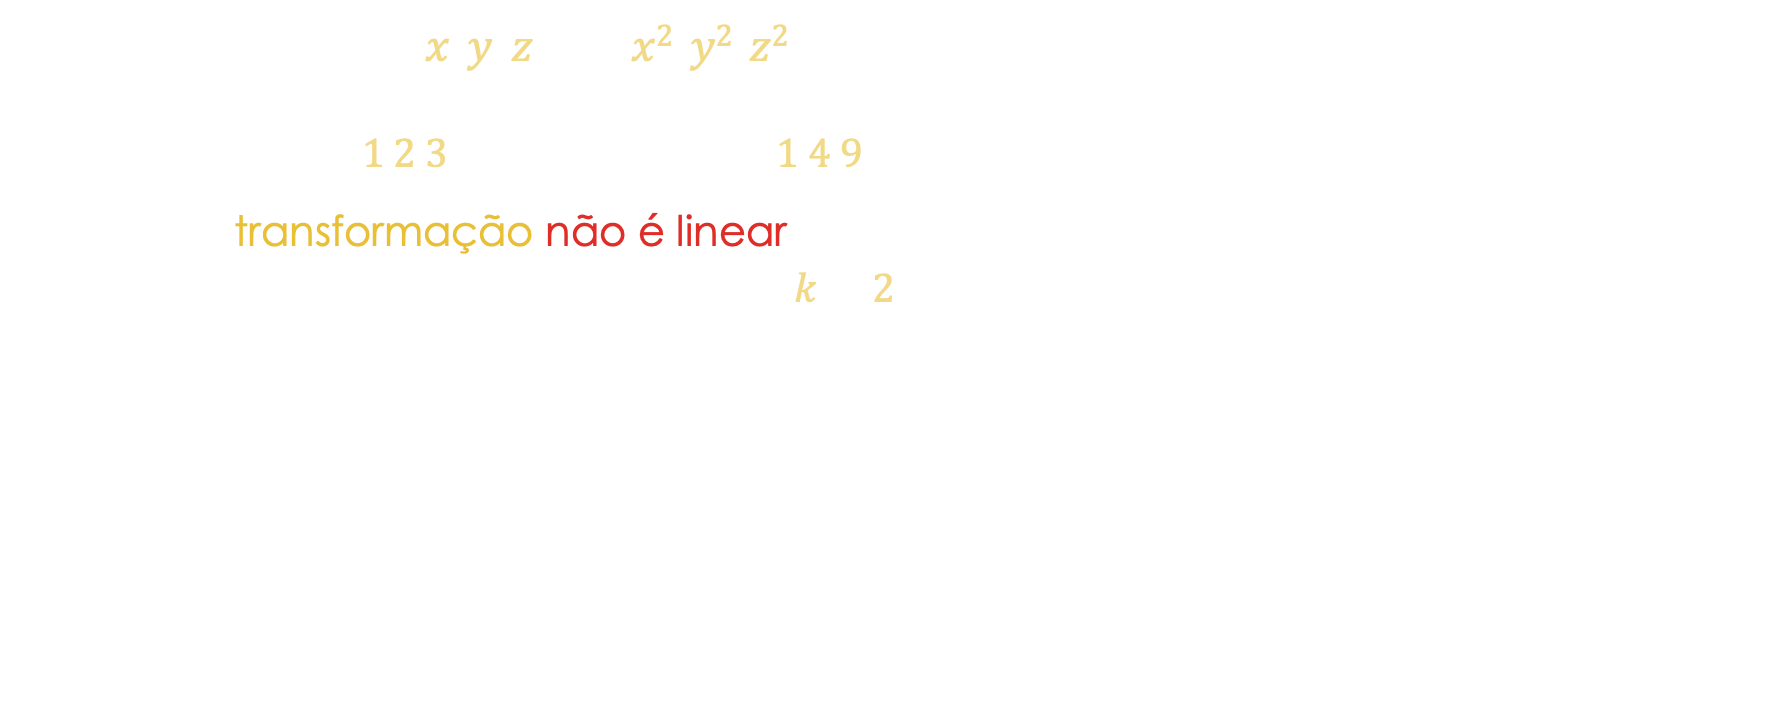 x y z x² y² z²
1 2 3 1 4 9
transformação não é linear
k 2